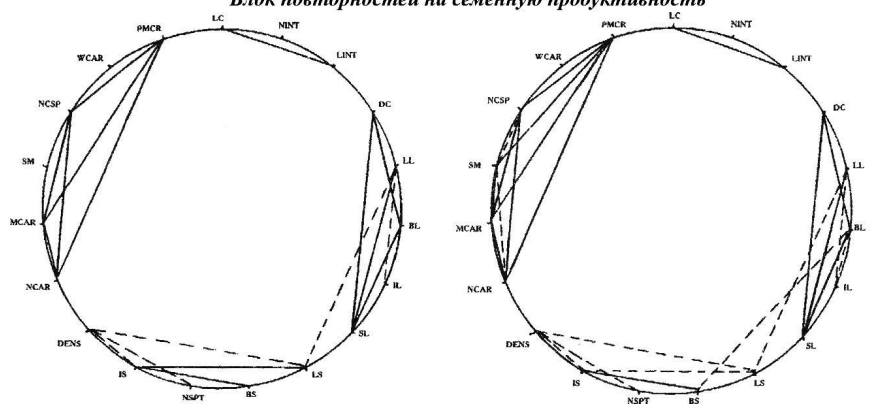 Блок повторностей на семенную продуктивность
LC LC
PMCR NINT PMCR NINT
WCAR LINT WCAR LINT
NCSP DC NCSP DC
SM LL SM LL
MCAR BL MCAR BL
NCAR IL NCAR IL
DENS SL DENS SL
IS LS IS LS
NSPT BS NSPT BS